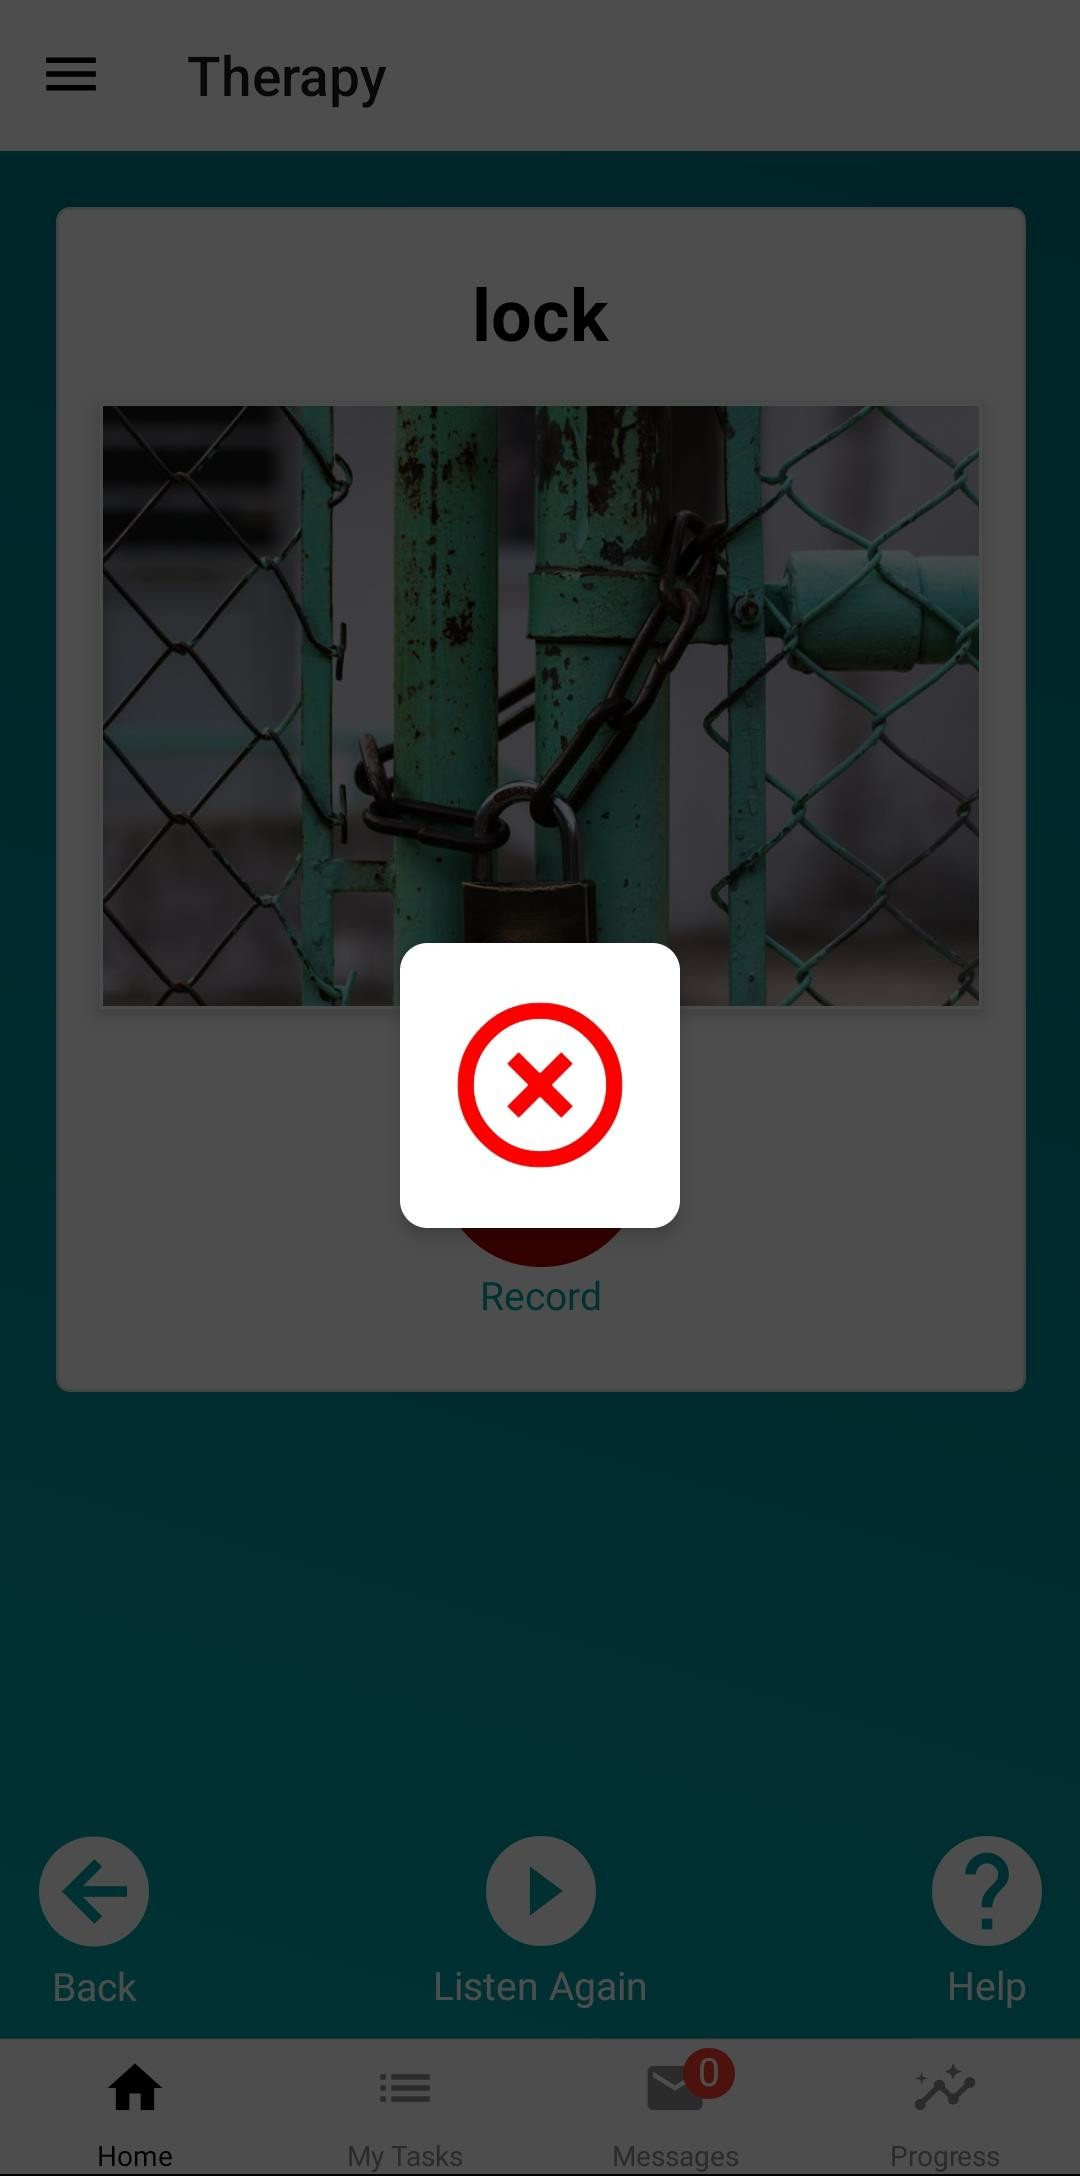 Therapy
lock
Record
Back
Listen Again
Help
0
Home
My Tasks
Messages
Progress